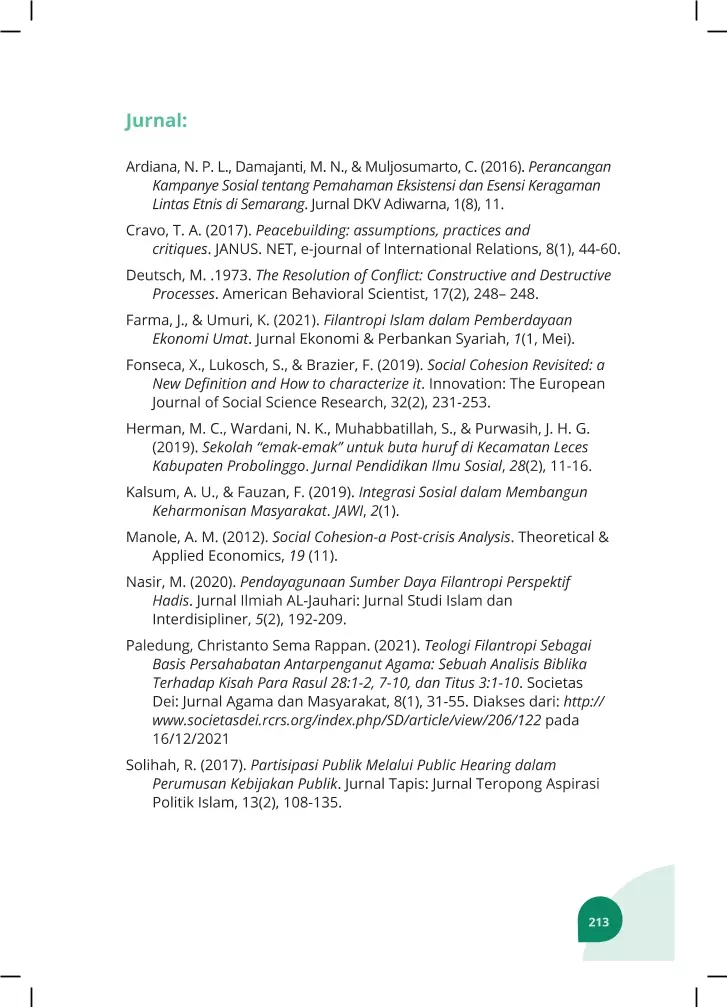 Jurnal:
Ardiana, N. P. L., Damajanti, M. N., & Muljosumarto, C. (2016). Perancangan
Kampanye Sosial tentang Pemahaman Eksistensi dan Esensi Keragaman
Lintas Etnis di Semarang. Jurnal DKV Adiwarna, 1(8), 11.
Cravo, T. A. (2017). Peacebuilding: assumptions, practices and
critiques. JANUS. NET, e-journal of International Relations, 8(1), 44-60.
Deutsch, M. .1973. The Resolution of Conflict: Constructive and Destructive
Processes. American Behavioral Scientist, 17(2), 248– 248.
Farma, J., & Umuri, K. (2021). Filantropi Islam dalam Pemberdayaan
Ekonomi Umat. Jurnal Ekonomi & Perbankan Syariah, 1(1, Mei).
Fonseca, X., Lukosch, S., & Brazier, F. (2019). Social Cohesion Revisited: a
New Definition and How to characterize it. Innovation: The European
Journal of Social Science Research, 32(2), 231-253.
Herman, M. C., Wardani, N. K., Muhabbatillah, S., & Purwasih, J. H. G.
(2019). Sekolah “emak-emak” untuk buta huruf di Kecamatan Leces
Kabupaten Probolinggo. Jurnal Pendidikan Ilmu Sosial, 28(2), 11-16.
Kalsum, A. U., & Fauzan, F. (2019). Integrasi Sosial dalam Membangun
Keharmonisan Masyarakat. JAWI, 2(1).
Manole, A. M. (2012). Social Cohesion-a Post-crisis Analysis. Theoretical &
Applied Economics, 19 (11).
Nasir, M. (2020). Pendayagunaan Sumber Daya Filantropi Perspektif
Hadis. Jurnal Ilmiah AL-Jauhari: Jurnal Studi Islam dan
Interdisipliner, 5(2), 192-209.
Paledung, Christanto Sema Rappan. (2021). Teologi Filantropi Sebagai
Basis Persahabatan Antarpenganut Agama: Sebuah Analisis Biblika
Terhadap Kisah Para Rasul 28:1-2, 7-10, dan Titus 3:1-10. Societas
Dei: Jurnal Agama dan Masyarakat, 8(1), 31-55. Diakses dari: http://
www.societasdei.rcrs.org/index.php/SD/article/view/206/122 pada
16/12/2021
Solihah, R. (2017). Partisipasi Publik Melalui Public Hearing dalam
Perumusan Kebijakan Publik. Jurnal Tapis: Jurnal Teropong Aspirasi
Politik Islam, 13(2), 108-135.
213